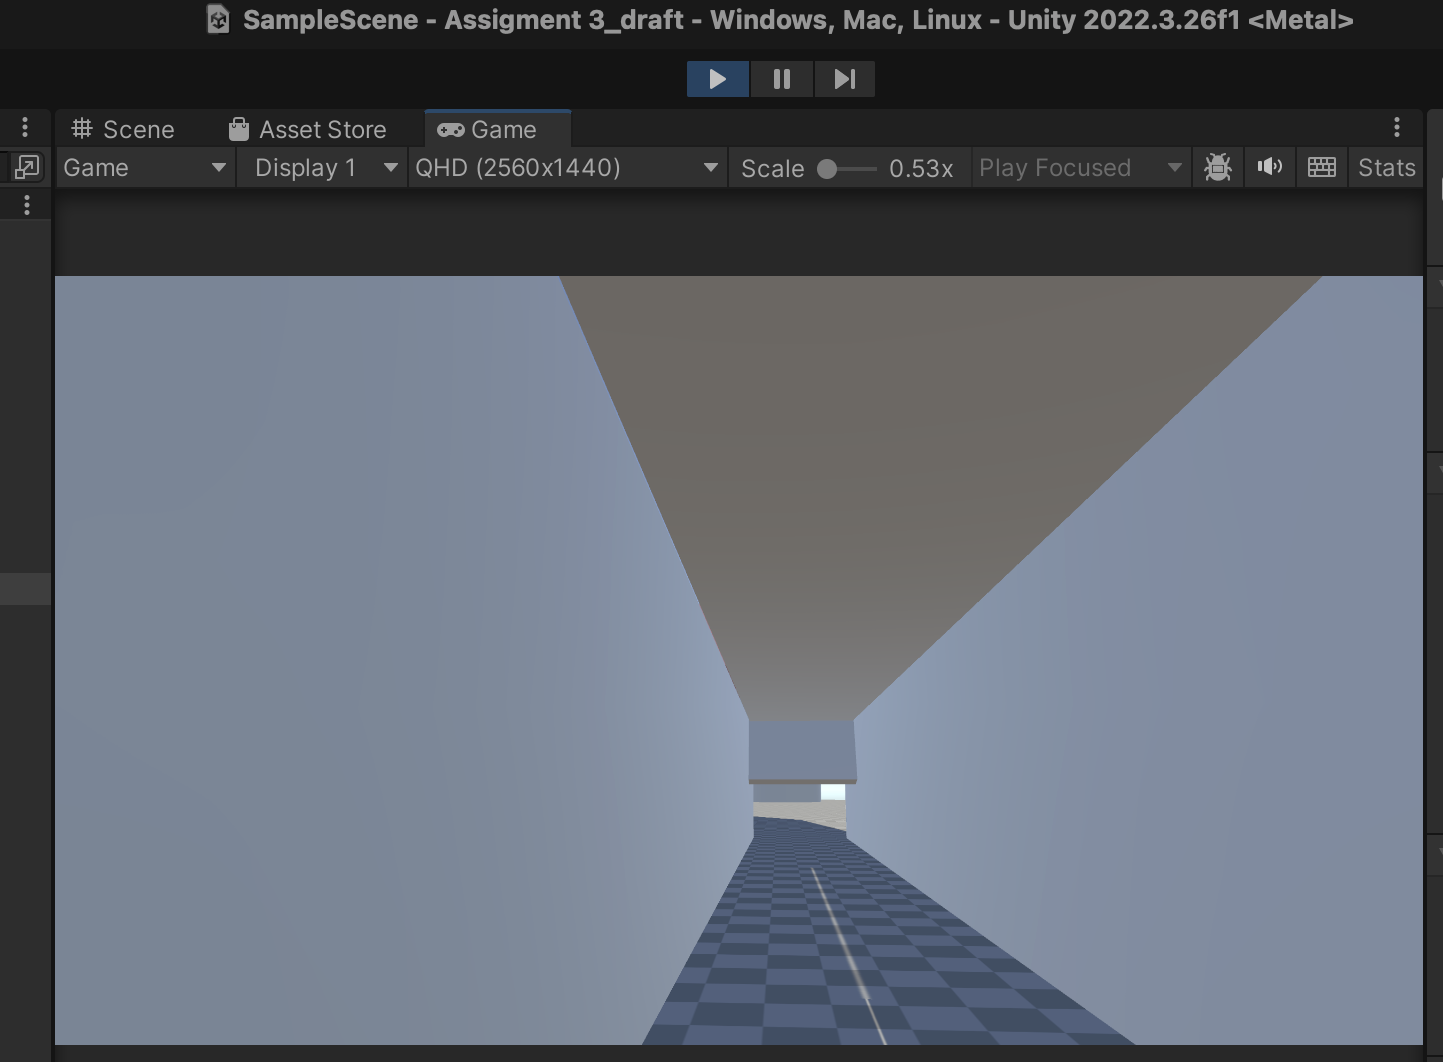 SampleScene - Assigment 3_draft - Windows, Mac, Linux - Unity 2022.3.26f1 <Metal>
Scene Asset Store Game
Game Display 1 QHD (2560x1440) Scale 0.53x Play Focused Stats